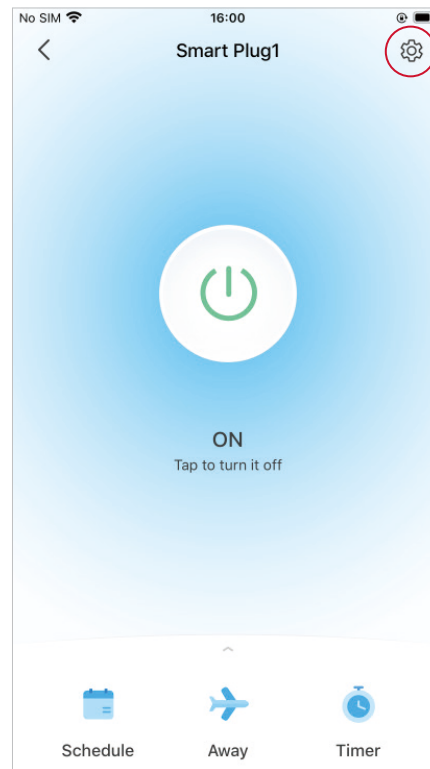 No SIM 16:00
Smart Plug1
ON
Tap to turn it off
Schedule Away Timer